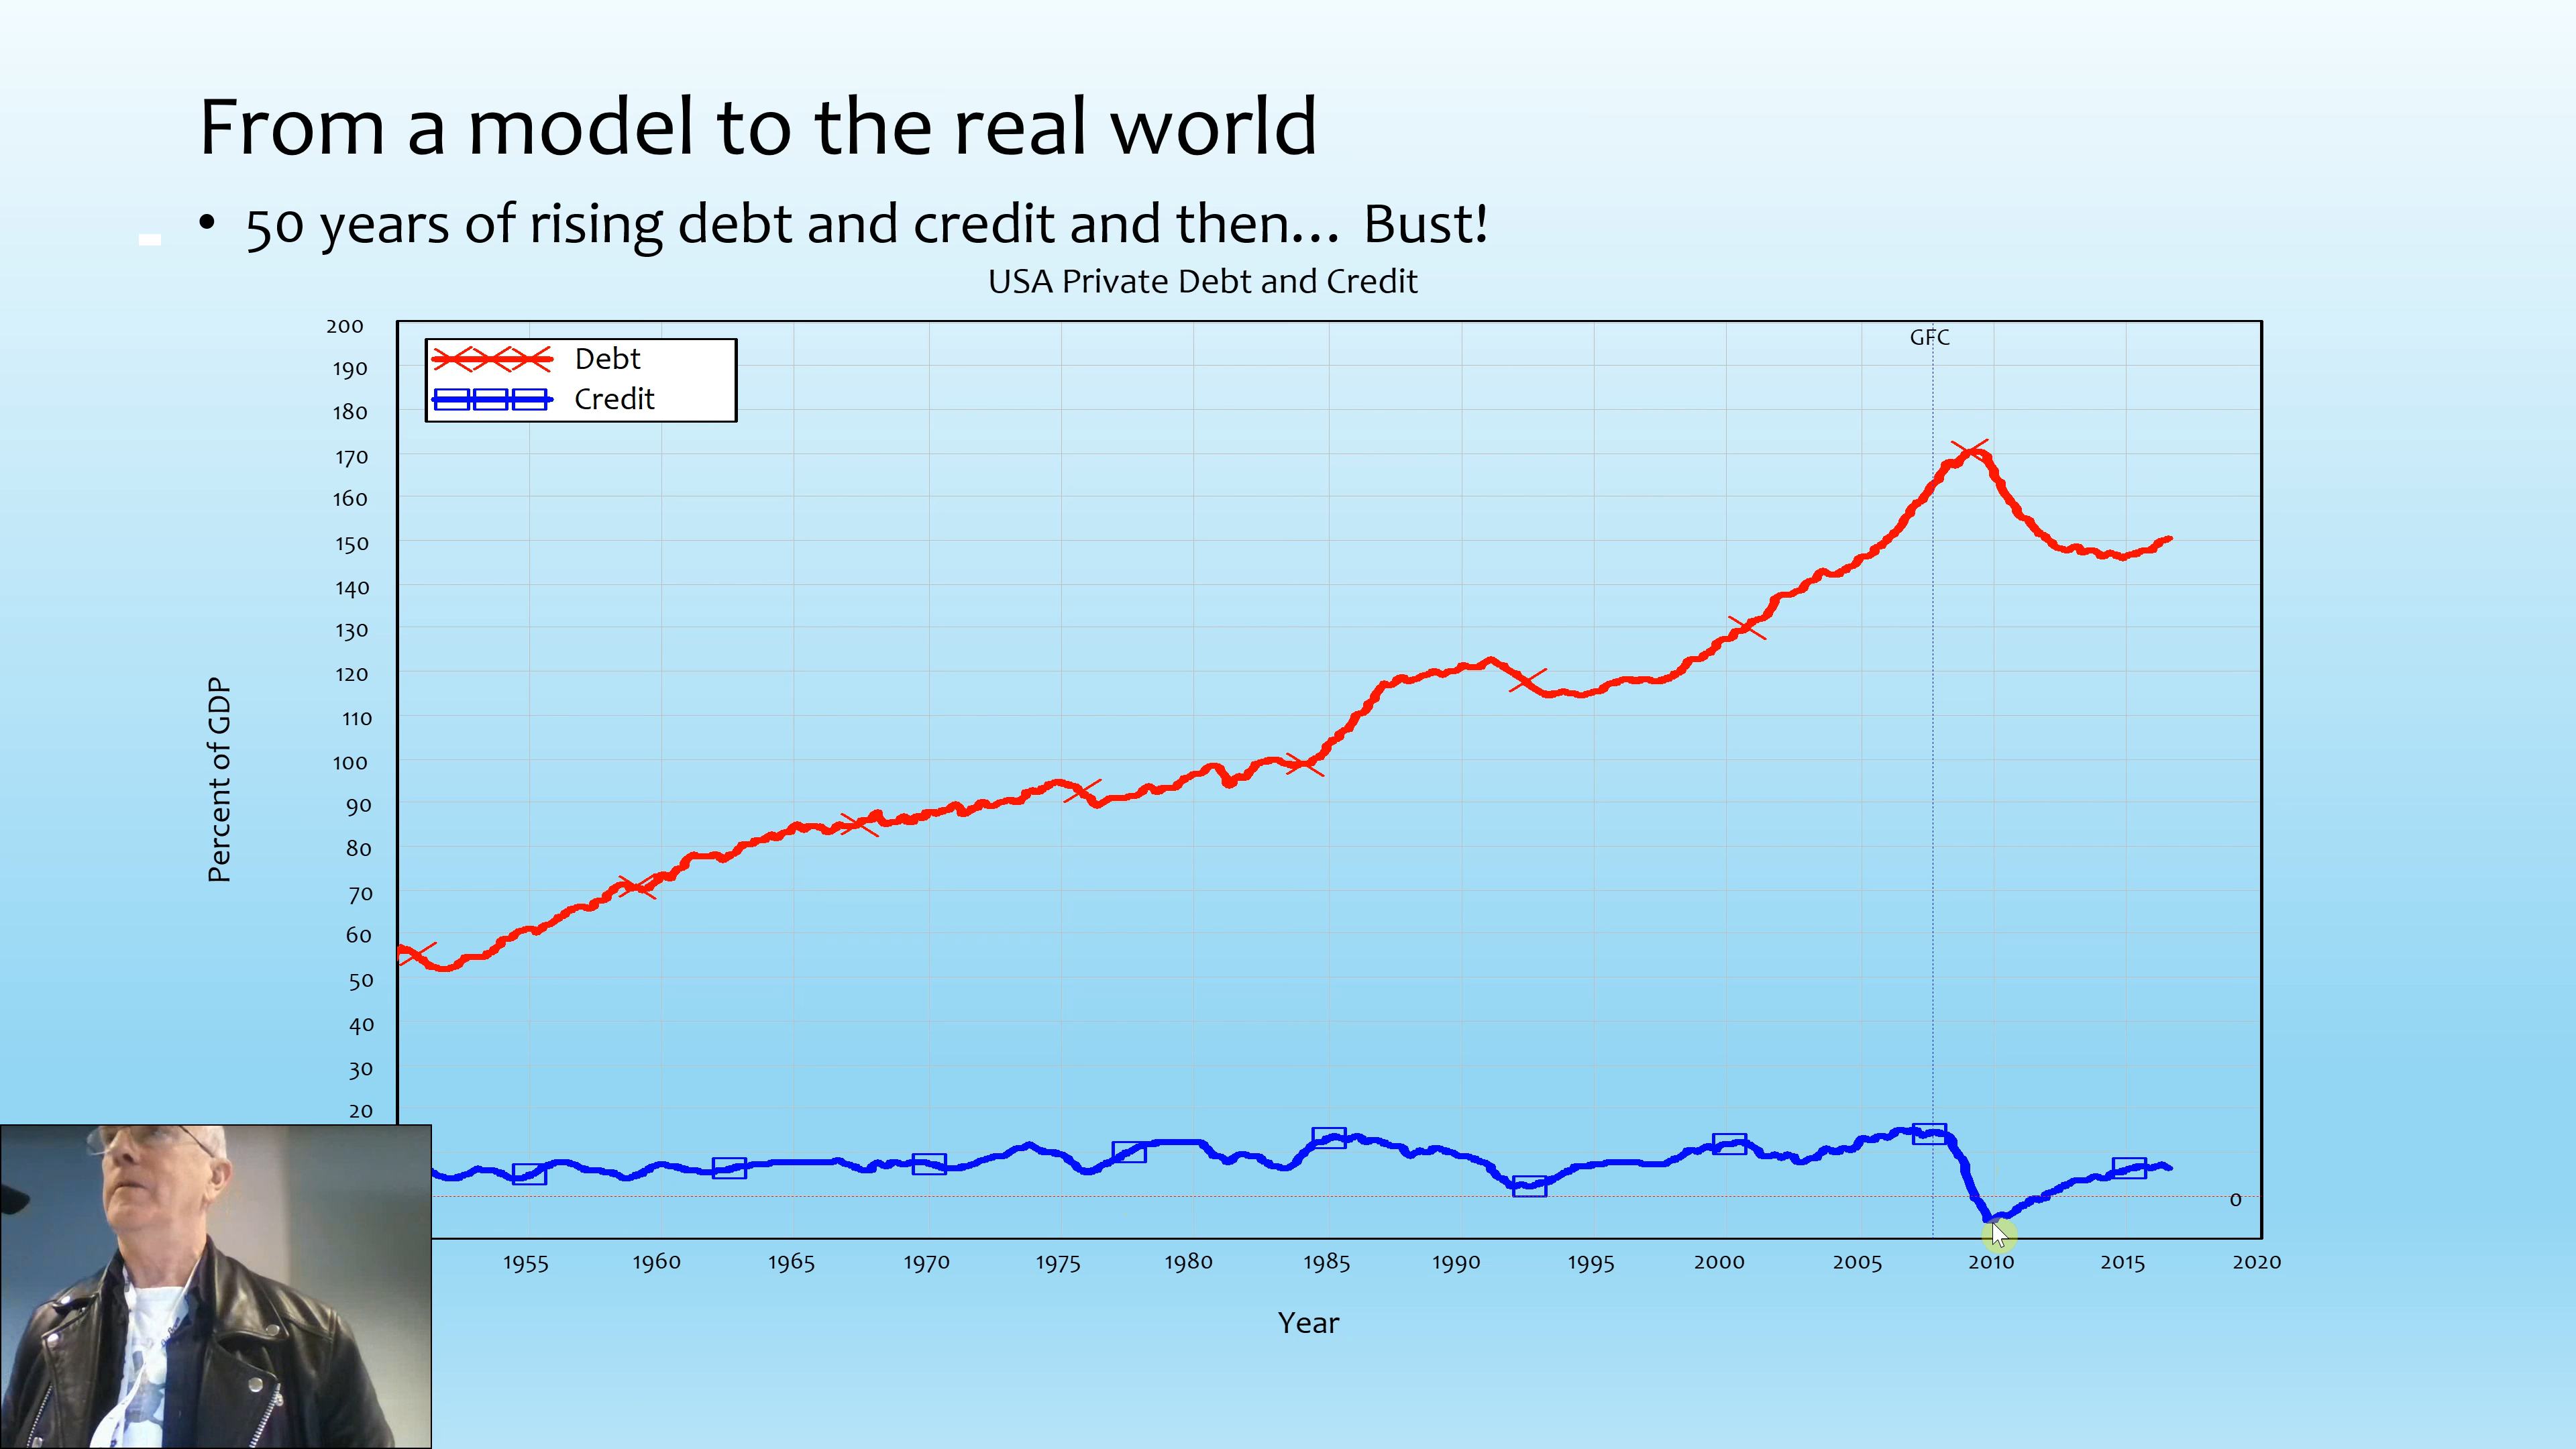 From a model to the real world
• 50 years of rising debt and credit and then... Bust!
USA Private Debt and Credit
200
190
180
170
160
150
140
130
120
110
100
90
80
70
60
50
40
30
20
Debt
Credit
GFC
Percent of GDP
0
1955 1960 1965 1970 1975 1980 1985 1990 1995 2000 2005 2010 2015 2020
Year